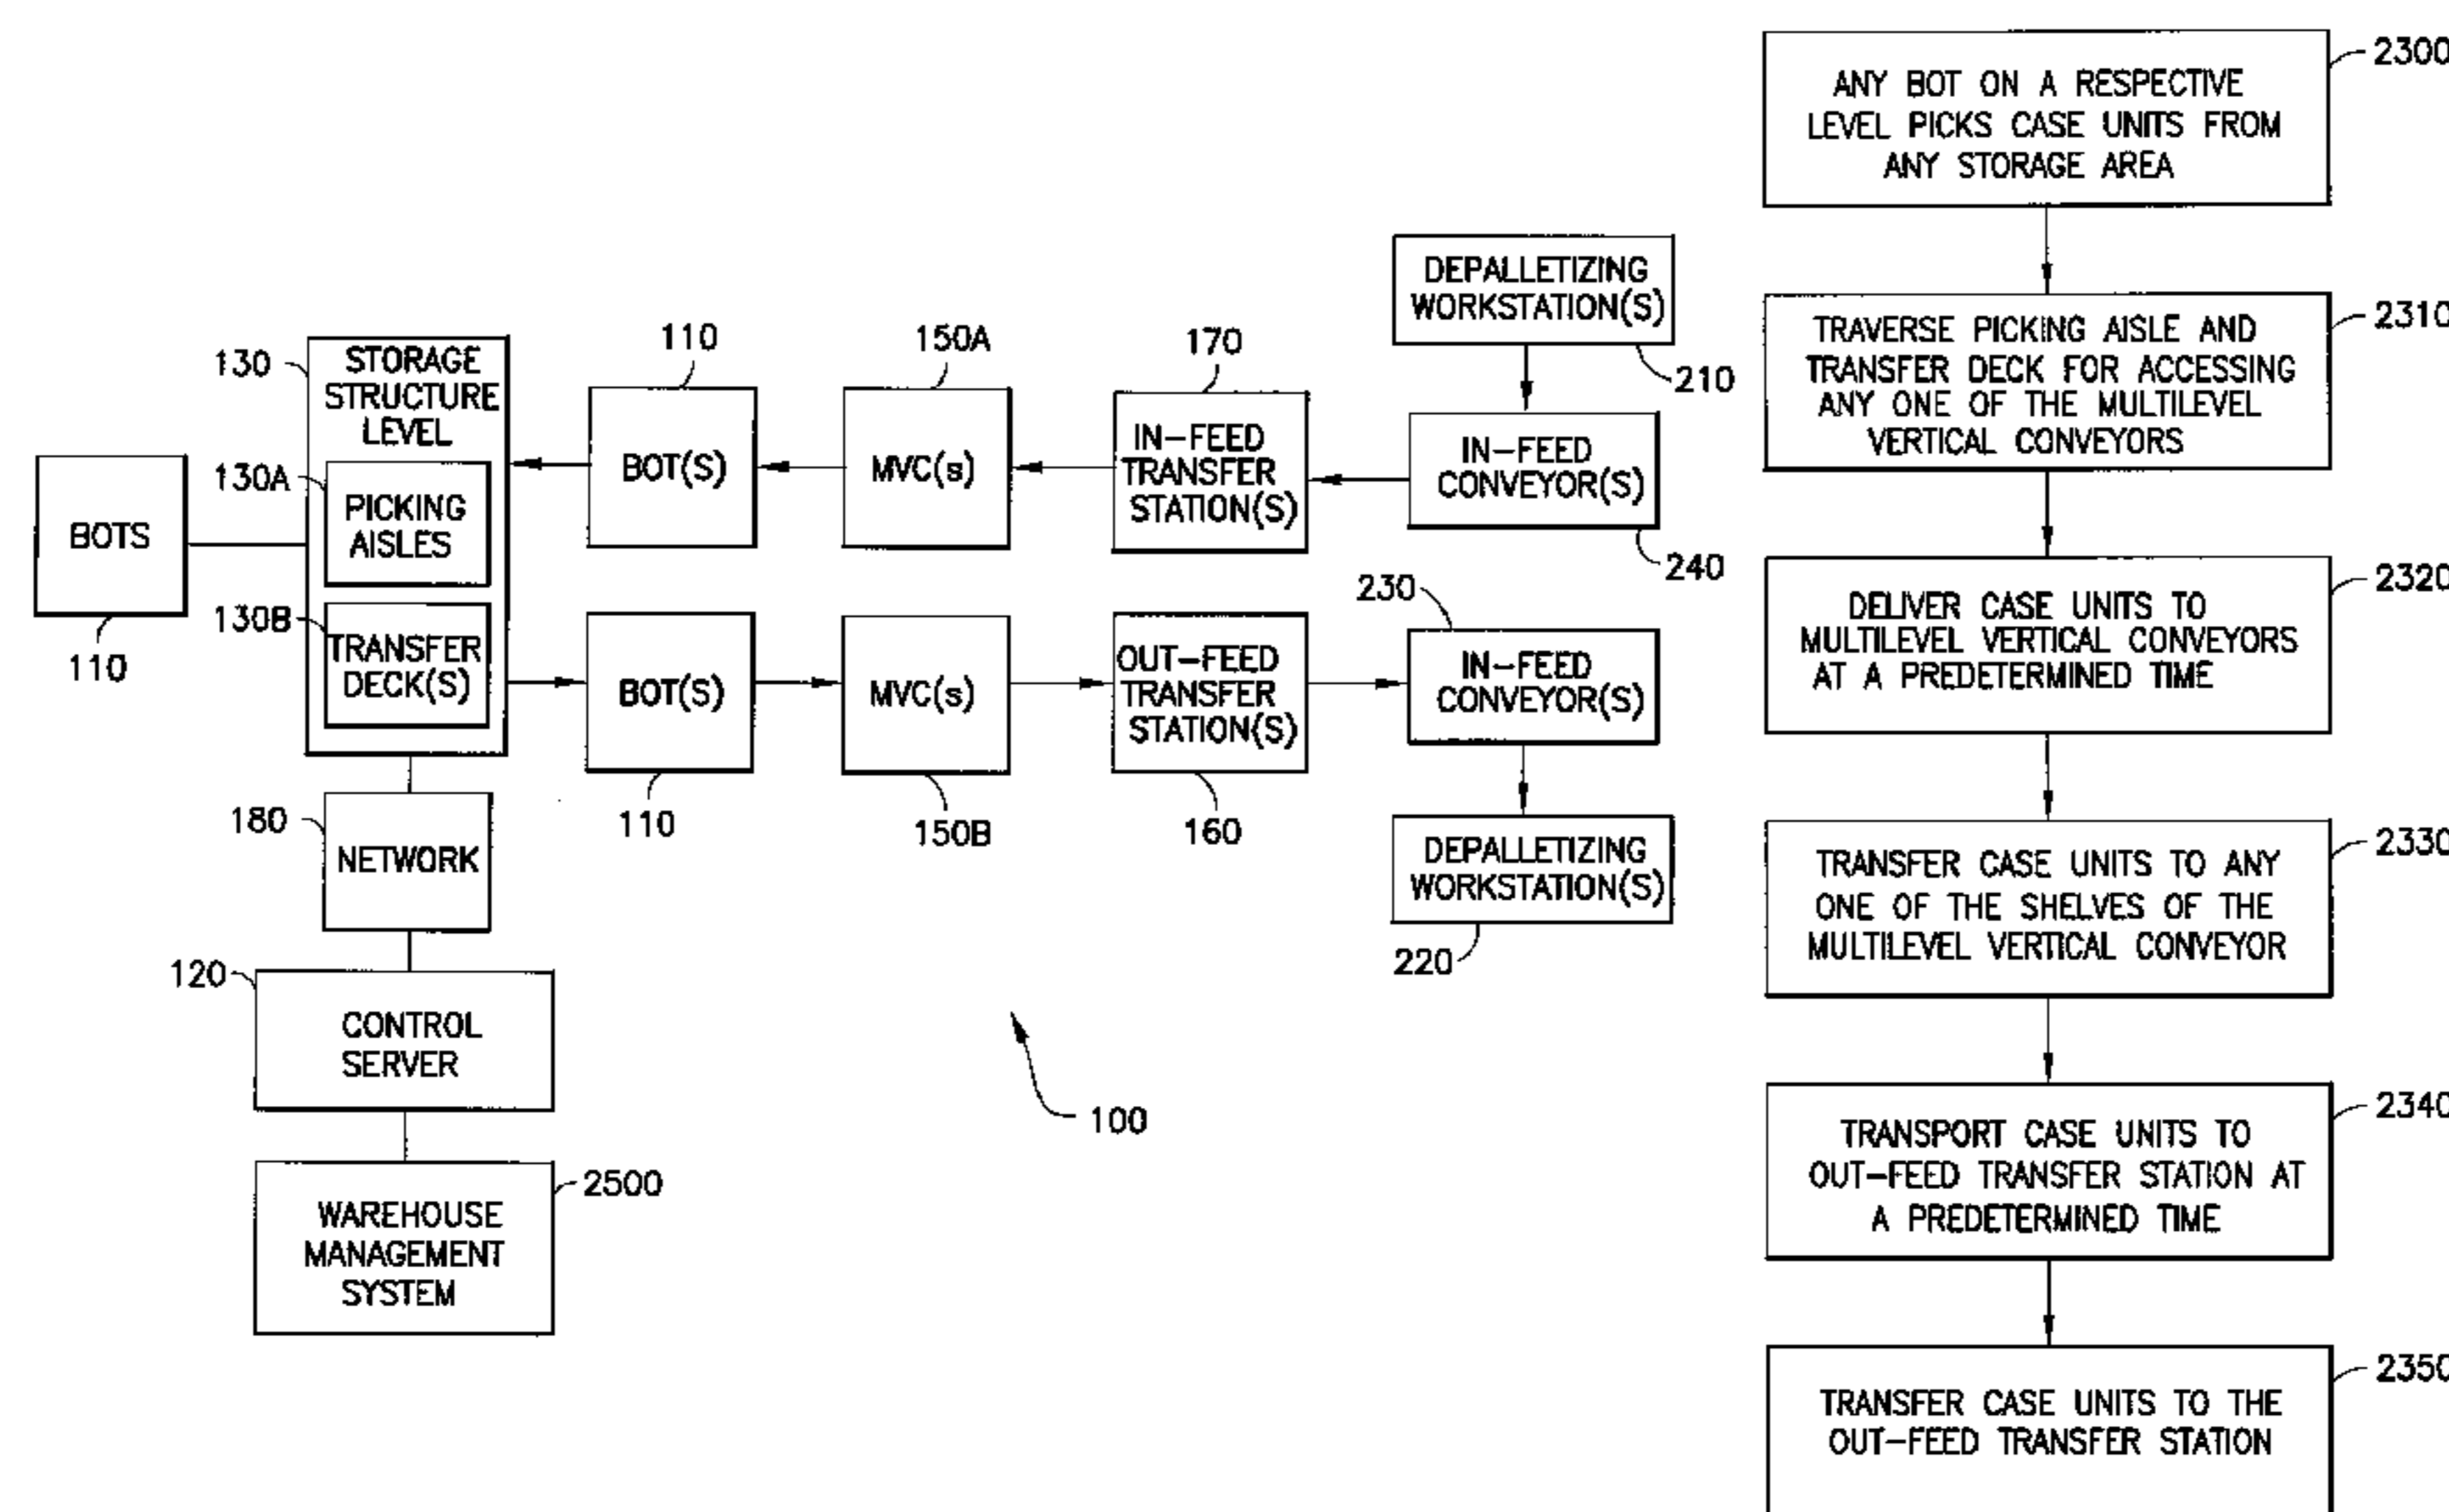 130
STORAGE
STRUCTURE
LEVEL
130A
PICKING
AISLES
130B
TRANSFER
DECK(S)
BOTS
110
110
BOT(S)
150A
MVC(s)
170
IN-FEED
TRANSFER
STATION(S)
DEPALLETIZING
WORKSTATION(S)
210
IN-FEED
CONVEYOR(S)
240
BOT(S)
110
MVC(s)
150B
OUT-FEED
TRANSFER
STATION(S)
160
230
IN-FEED
CONVEYOR(S)
DEPALLETIZING
WORKSTATION(S)
220
180
NETWORK
120
CONTROL
SERVER
2500
WAREHOUSE
MANAGEMENT
SYSTEM
100
2300
ANY BOT ON A RESPECTIVE
LEVEL PICKS CASE UNITS FROM
ANY STORAGE AREA
2310
TRAVERSE PICKING AISLE AND
TRANSFER DECK FOR ACCESSING
ANY ONE OF THE MULTILEVEL
VERTICAL CONVEYORS
2320
DELIVER CASE UNITS TO
MULTILEVEL VERTICAL CONVEYORS
AT A PREDETERMINED TIME
2330
TRANSFER CASE UNITS TO ANY
ONE OF THE SHELVES OF THE
MULTILEVEL VERTICAL CONVEYOR
2340
TRANSPORT CASE UNITS TO
OUT-FEED TRANSFER STATION AT
A PREDETERMINED TIME
2350
TRANSFER CASE UNITS TO THE
OUT-FEED TRANSFER STATION